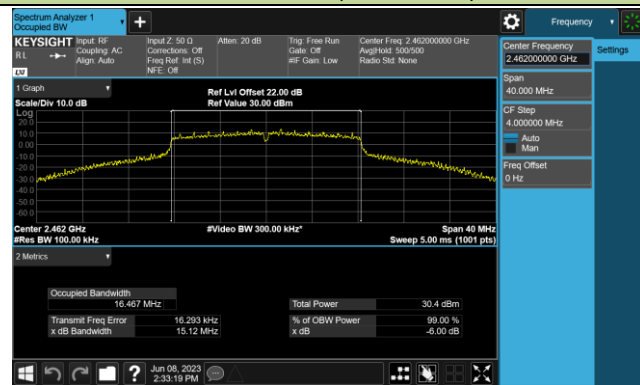 Spectrum Analyzer 1
Occupied BW
+
Frequency
KEYSIGHT
RL
Input: RF
Coupling: AC
Align: Auto
Input Z: 50 Ω
Corrections: Off
Freq Ref: Int (S)
NFE: Off
Atten: 20 dB
Trig: Free Run
Gate: Off
#IF Gain: Low
Center Freq: 2.462000000 GHz
Avg|Hold: 500/500
Radio Std: None
LXI
1 Graph
Scale/Div 10.0 dB
Ref Lvl Offset 22.00 dB
Ref Value 30.00 dBm
Log
20.0
10.0
0.00
-10.0
-20.0
-30.0
-40.0
-50.0
-60.0
Center 2.462 GHz
#Res BW 100.00 kHz
#Video BW 300.00 kHz*
Span 40 MHz
Sweep 5.00 ms (1001 pts)
2 Metrics
Occupied Bandwidth
16.467 MHz
Total Power 30.4 dBm
Transmit Freq Error 16.293 kHz
% of OBW Power 99.00 %
x dB Bandwidth 15.12 MHz
x dB -6.00 dB
?
Jun 08, 2023
2:33:19 PM
Center Frequency
2.462000000 GHz
Settings
Span
40.000 MHz
CF Step
4.000000 MHz
Auto
Man
Freq Offset
0 Hz